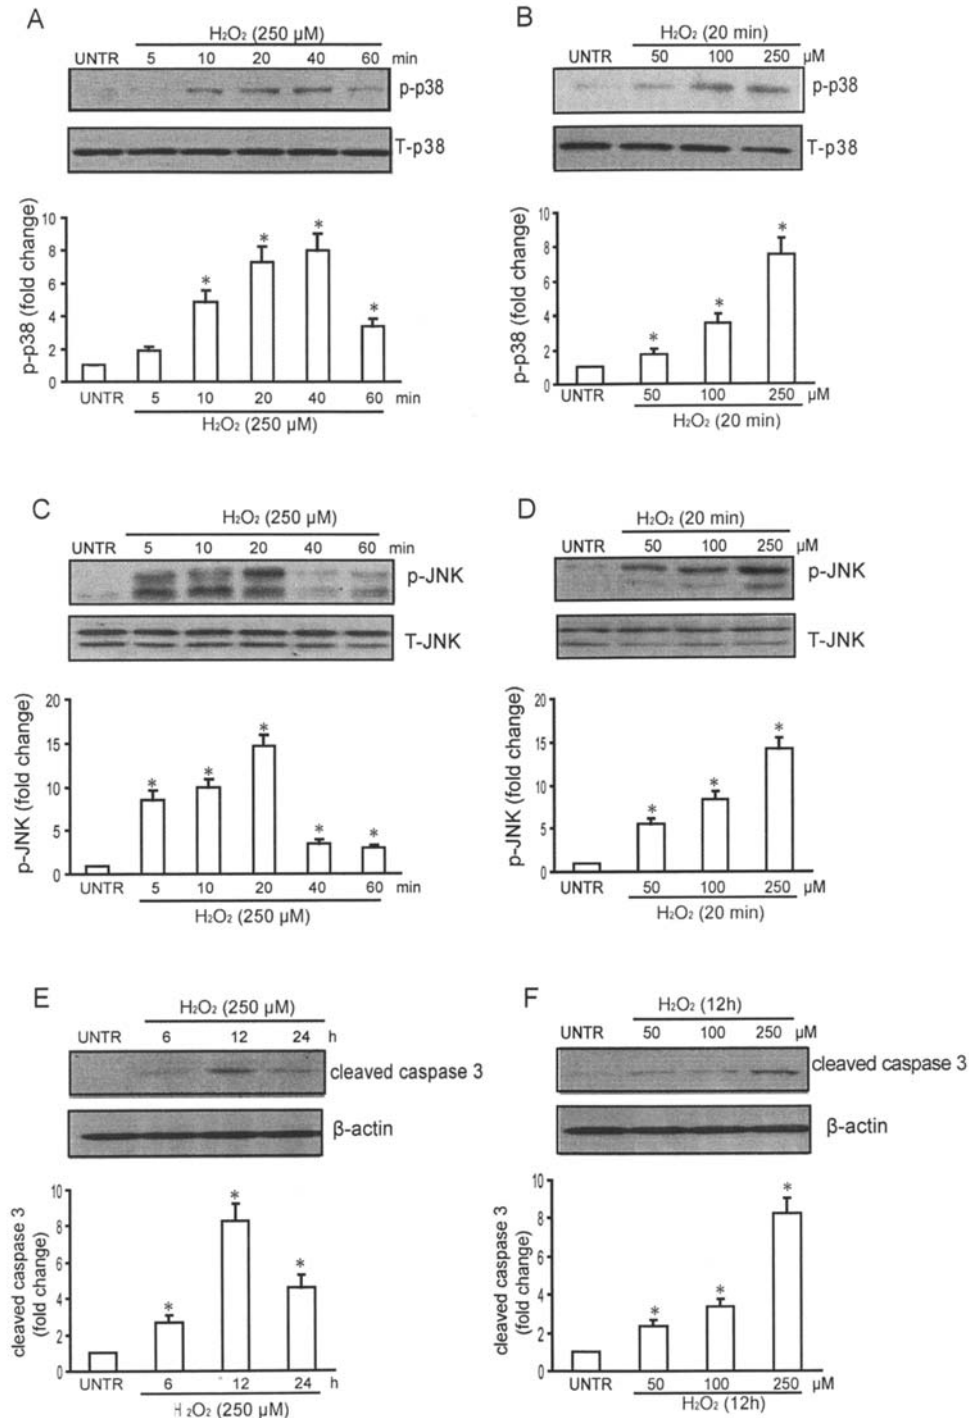 A
H₂O₂ (250 µM)
UNTR 5 10 20 40 60 min
p-p38
T-p38
p-p38 (fold change)
10
8
6
4
2
0
* * * *
UNTR 5 10 20 40 60 min
H₂O₂ (250 µM)
B
H₂O₂ (20 min)
UNTR 50 100 250 µM
p-p38
T-p38
p-p38 (fold change)
10
8
6
4
2
0
* * *
UNTR 50 100 250 µM
H₂O₂ (20 min)
C
H₂O₂ (250 µM)
UNTR 5 10 20 40 60 min
p-JNK
T-JNK
p-JNK (fold change)
20
15
10
5
0
* * * * *
UNTR 5 10 20 40 60 min
H₂O₂ (250 µM)
D
H₂O₂ (20 min)
UNTR 50 100 250 µM
p-JNK
T-JNK
p-JNK (fold change)
20
15
10
5
0
* * *
UNTR 50 100 250 µM
H₂O₂ (20 min)
E
H₂O₂ (250 µM)
UNTR 6 12 24 h
cleaved caspase 3
β-actin
cleaved caspase 3
(fold change)
10
8
6
4
2
0
* * *
UNTR 6 12 24 h
H₂O₂ (250 µM)
F
H₂O₂ (12h)
UNTR 50 100 250 µM
cleaved caspase 3
β-actin
cleaved caspase 3
(fold change)
10
8
6
4
2
0
* * *
UNTR 50 100 250 µM
H₂O₂ (12h)